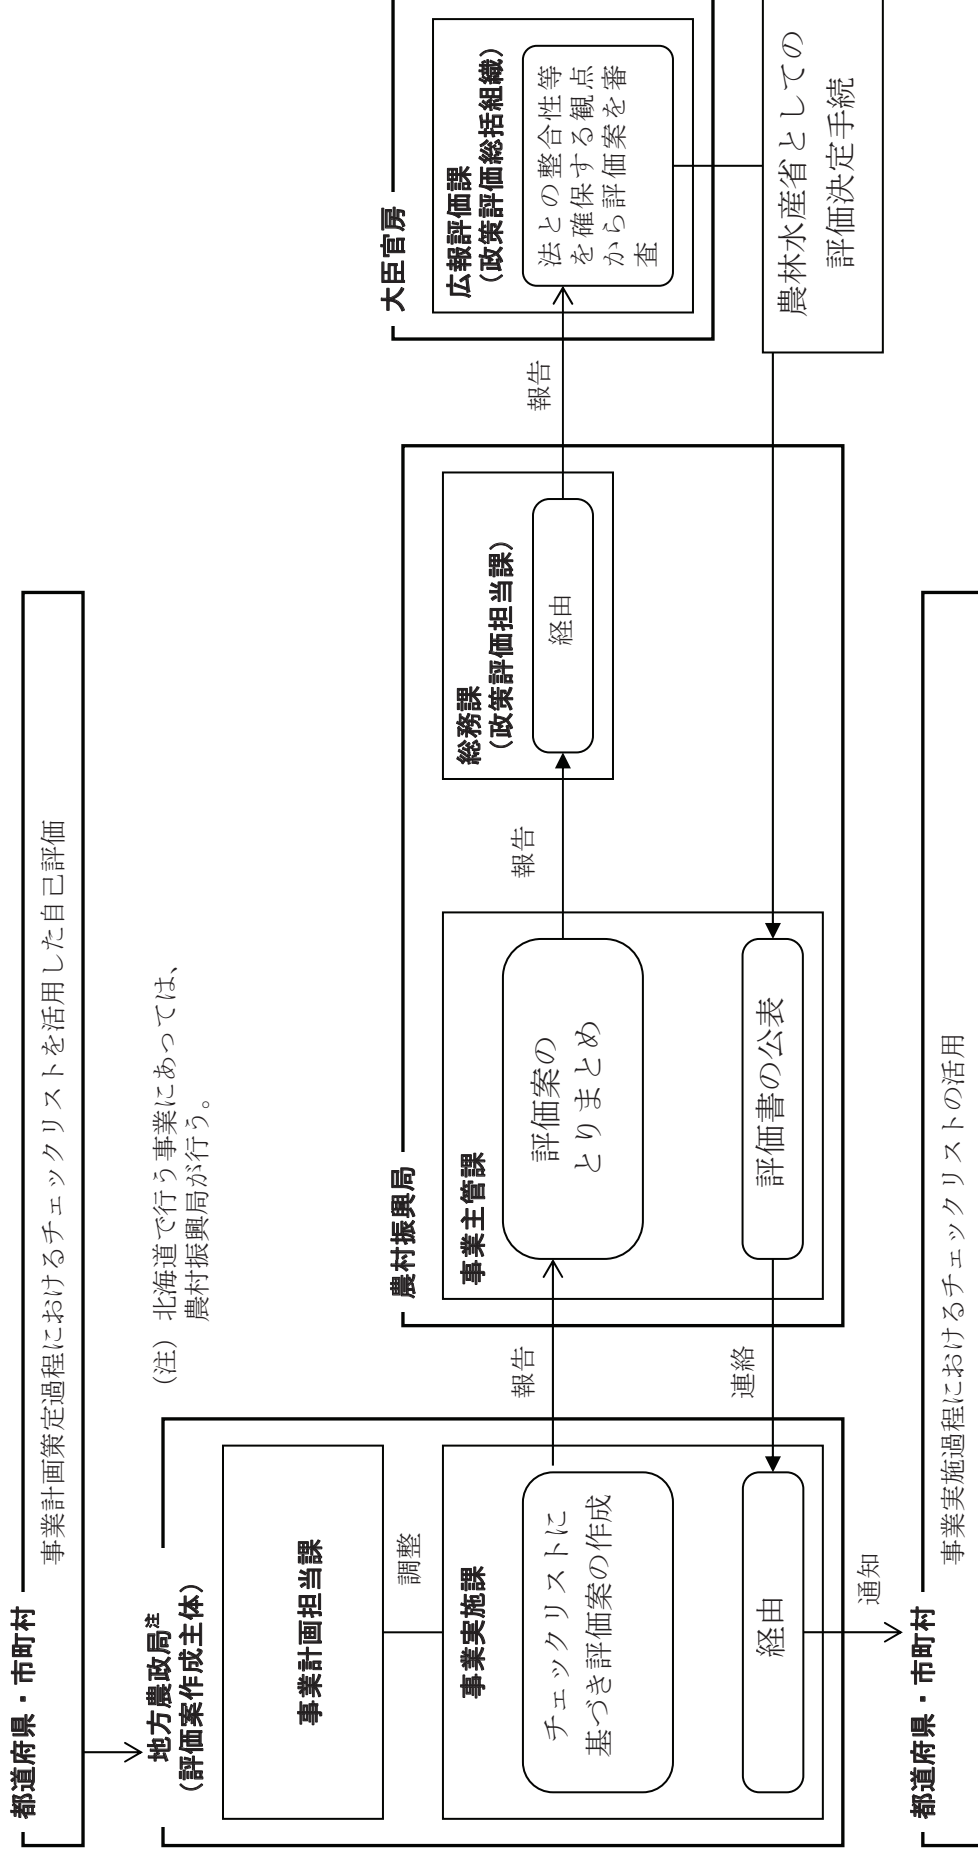 都道府県・市町村
事業計画策定過程におけるチェックリストを活用した自己評価
（注）北海道で行う事業にあっては、
農村振興局が行う。
地方農政局注
（評価案作成主体）
事業計画担当課
調整
事業実施課
チェックリストに
基づき評価案の作成
経由
通知
報告
連絡
農村振興局
事業主管課
評価案の
とりまとめ
評価書の公表
報告
総務課
（政策評価担当課）
経由
報告
大臣官房
広報評価課
（政策評価総括組織）
法との整合性等
を確保する観点
から評価案を審
査
農林水産省としての
評価決定手続
都道府県・市町村
事業実施過程におけるチェックリストの活用